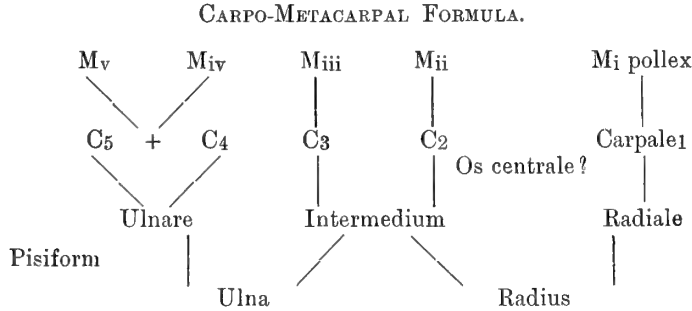 CARPO-METACARPAL FORMULA.
Mv Miv Miii Mii Mi pollex
C5 + C4 C3 C2 Carpale1
Os centrale?
Ulnare Intermedium Radiale
Pisiform
Ulna Radius